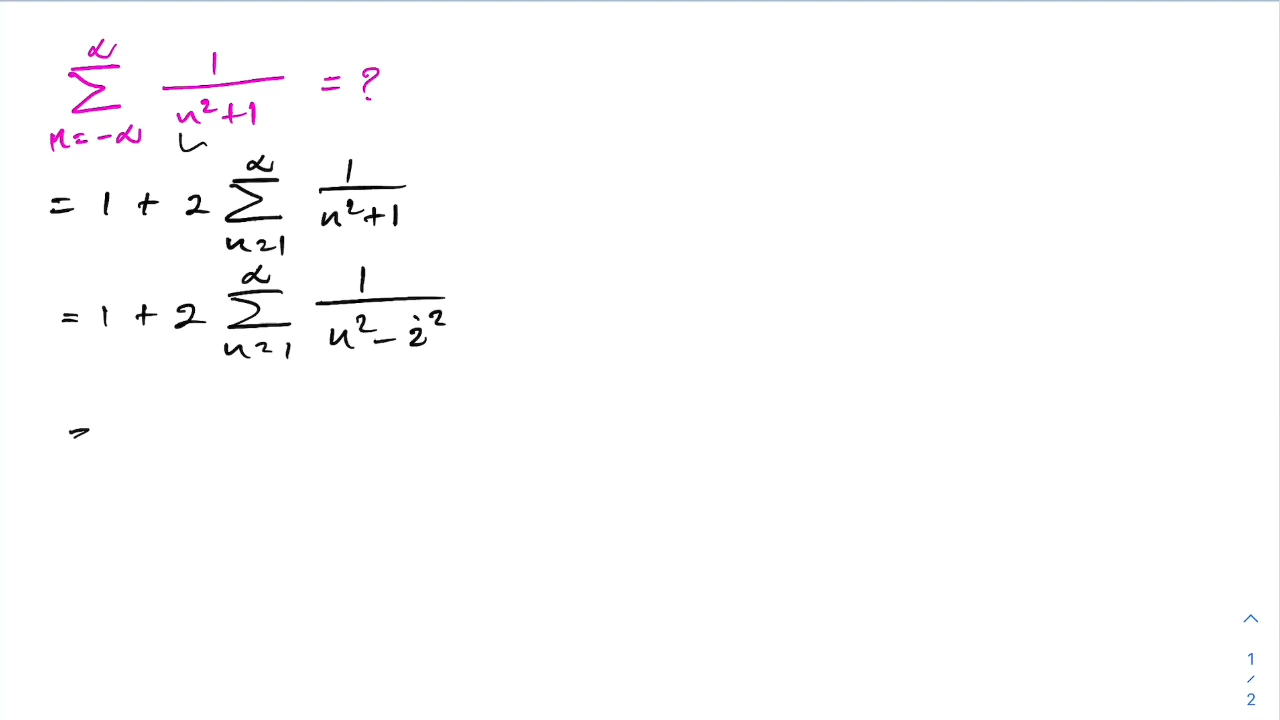 ∑_{n=-∞}^{∞} 1/(n²+1) = ?
= 1 + 2 ∑_{n=1}^{∞} 1/(n²+1)
= 1 + 2 ∑_{n=1}^{∞} 1/(n² - i²)
=
1
/
2